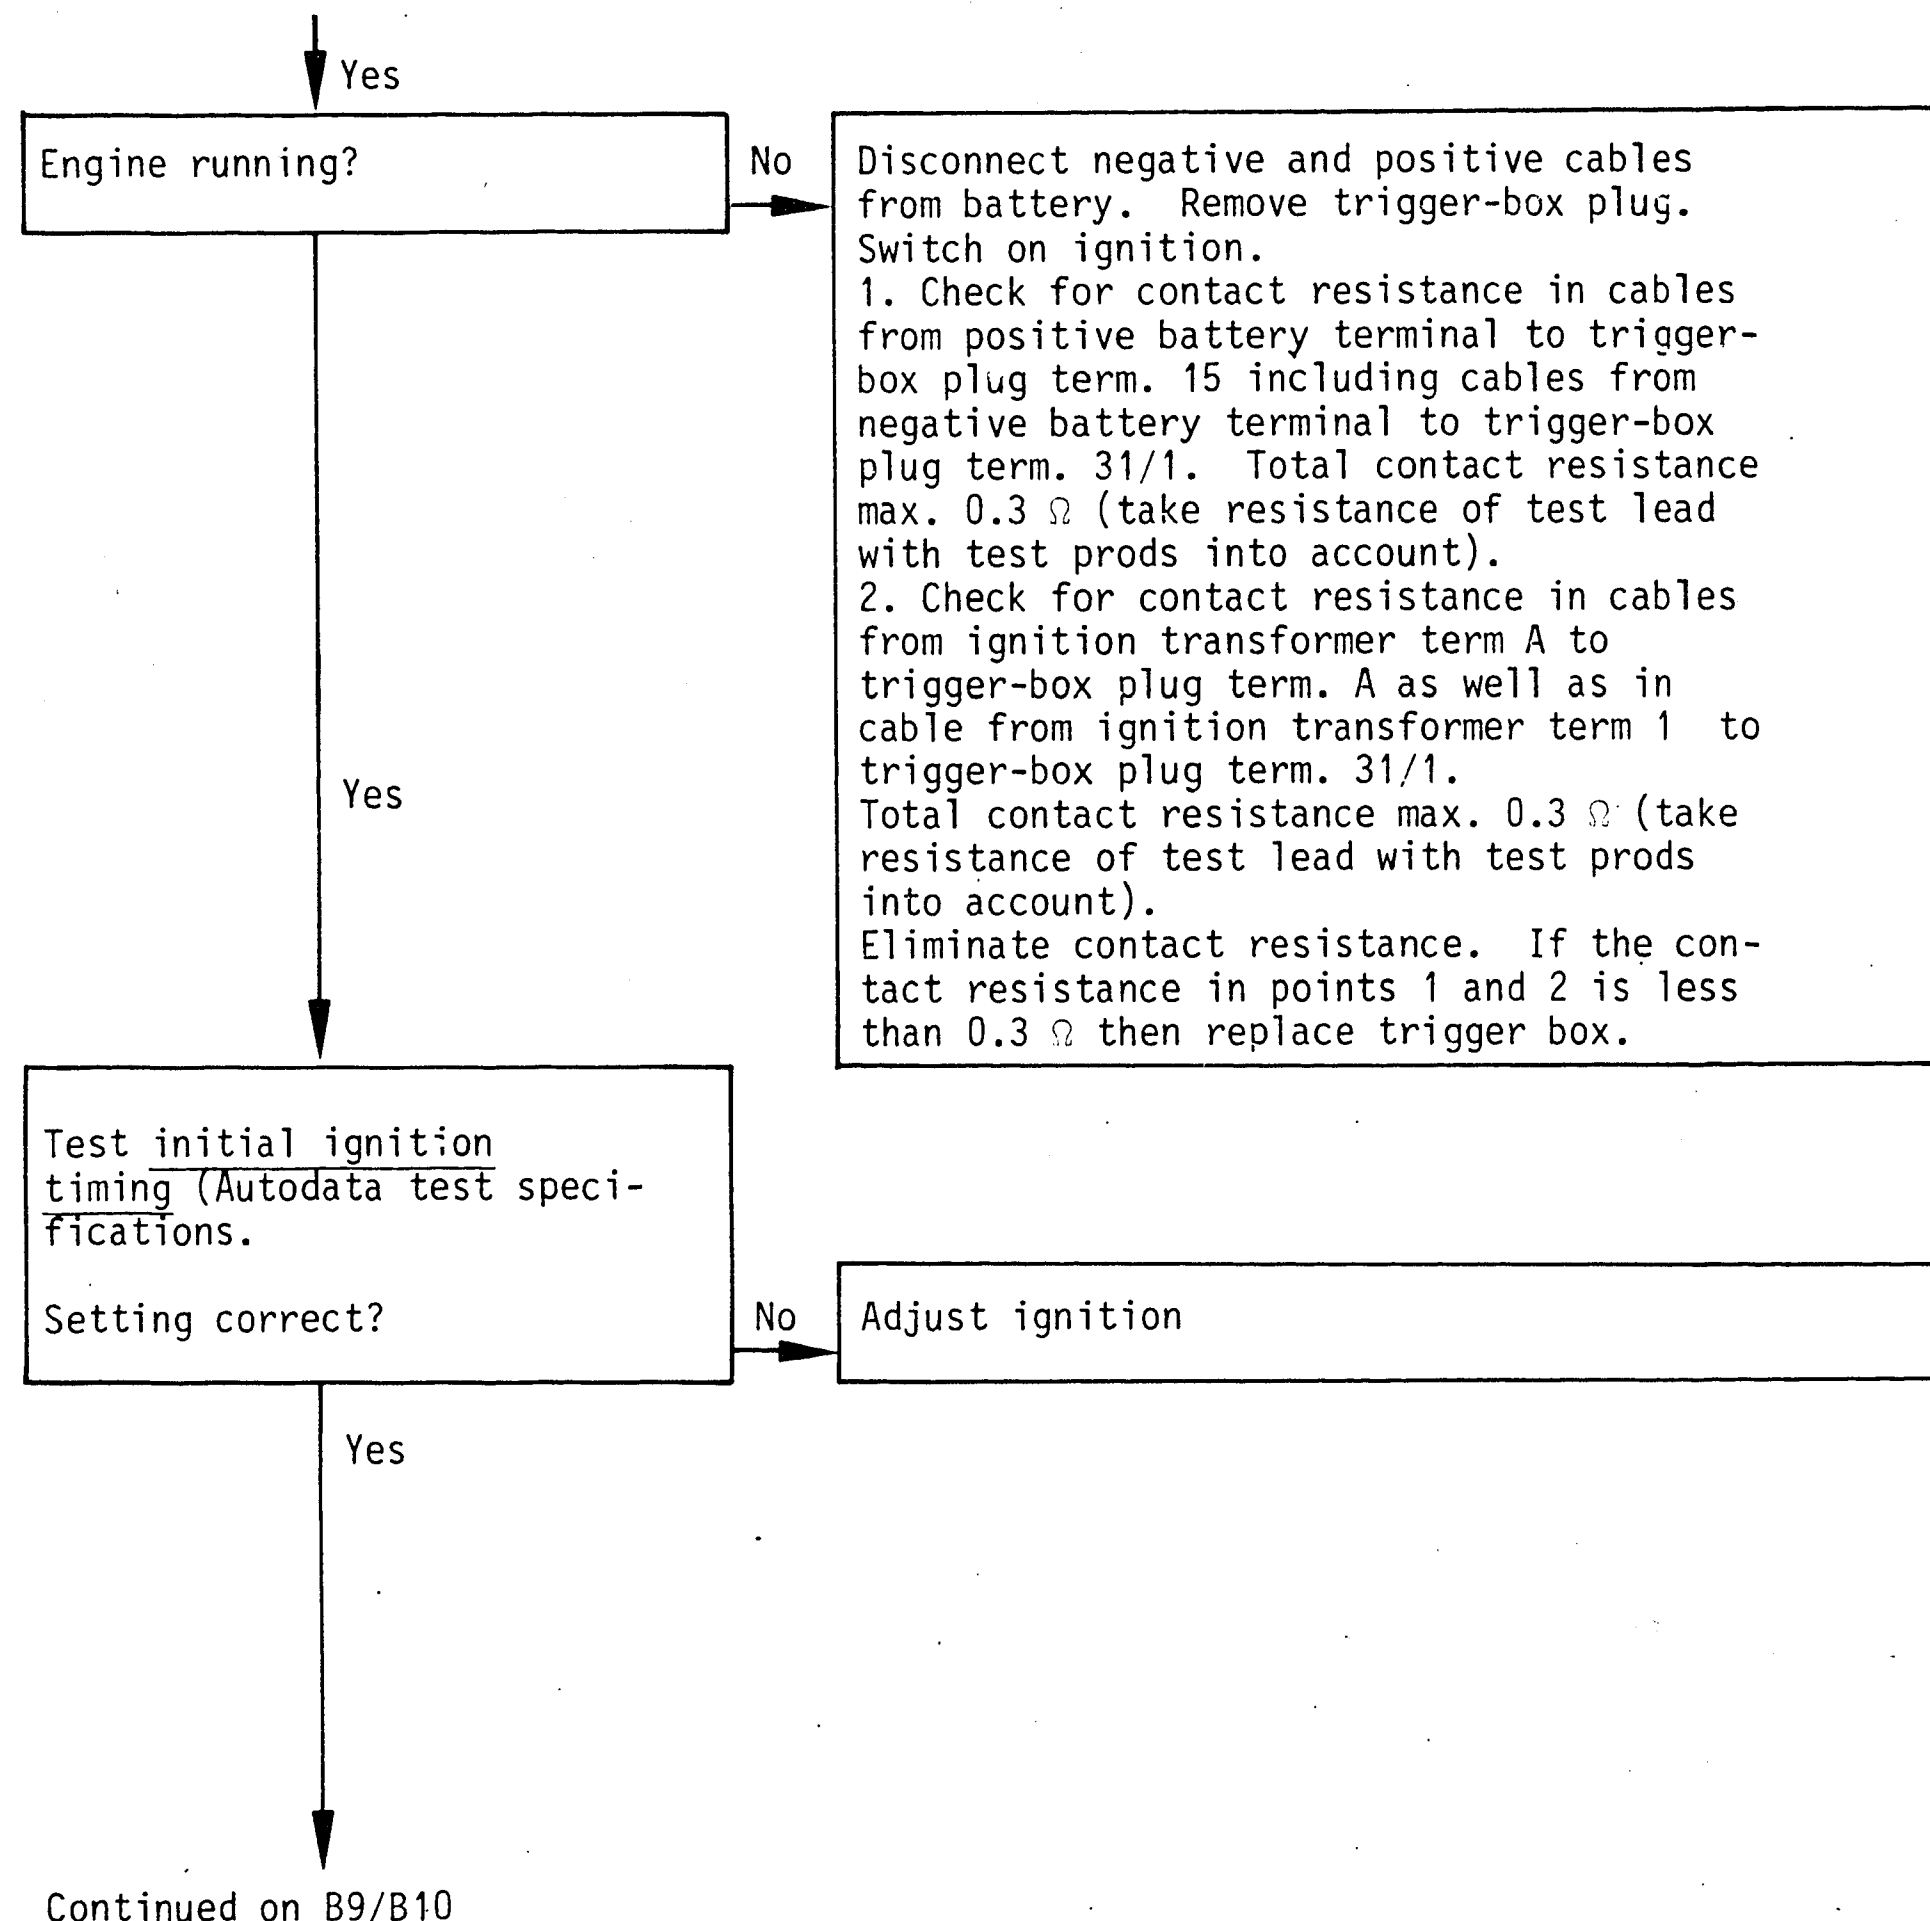 Yes
Engine running?
No
Disconnect negative and positive cables
from battery. Remove trigger-box plug.
Switch on ignition.
1. Check for contact resistance in cables
from positive battery terminal to trigger-
box plug term. 15 including cables from
negative battery terminal to trigger-box
plug term. 31/1. Total contact resistance
max. 0.3 Ω (take resistance of test lead
with test prods into account).
2. Check for contact resistance in cables
from ignition transformer term A to
trigger-box plug term. A as well as in
cable from ignition transformer term 1 to
trigger-box plug term. 31/1.
Total contact resistance max. 0.3 Ω (take
resistance of test lead with test prods
into account).
Eliminate contact resistance. If the con-
tact resistance in points 1 and 2 is less
than 0.3 Ω then replace trigger box.
Yes
Test initial ignition
timing (Autodata test speci-
fications.
Setting correct?
No
Adjust ignition
Yes
Continued on B9/B10